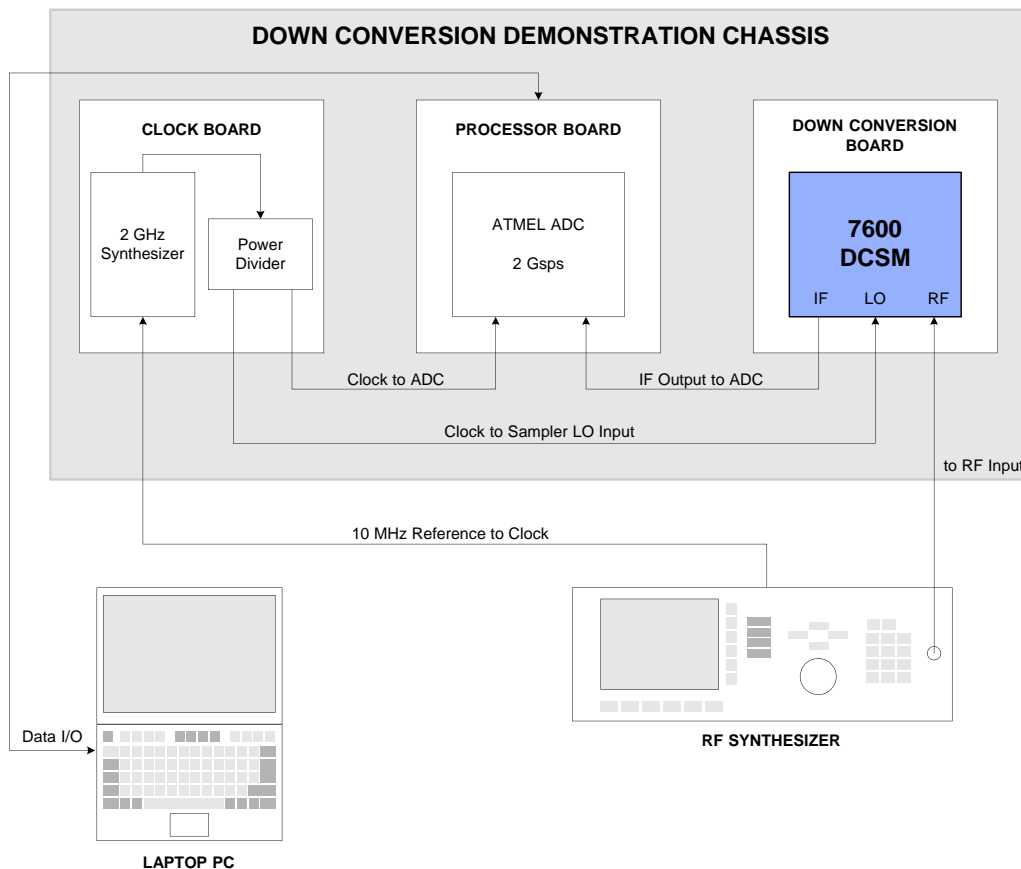 DOWN CONVERSION DEMONSTRATION CHASSIS
CLOCK BOARD
2 GHz
Synthesizer
Power
Divider
PROCESSOR BOARD
ATMEL ADC
2 Gsps
DOWN CONVERSION
BOARD
7600
DCSM
IF LO RF
Clock to ADC
IF Output to ADC
Clock to Sampler LO Input
to RF Input
10 MHz Reference to Clock
Data I/O
RF SYNTHESIZER
LAPTOP PC